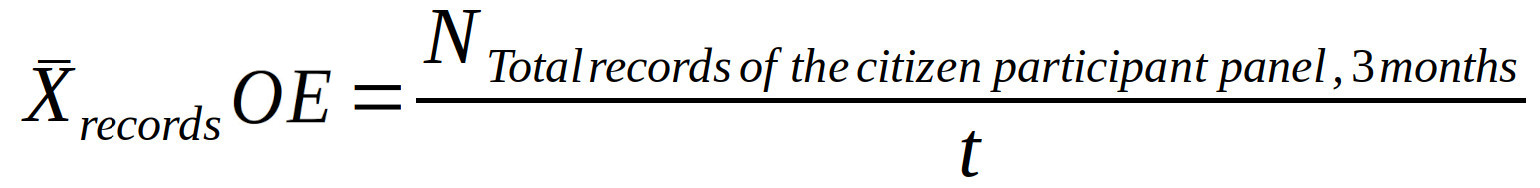 X̄ records OE = N Total records of the citizen participant panel , 3 months
t